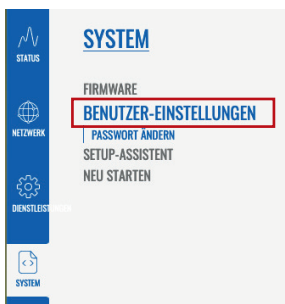 STATUS
NETZWERK
DIENSTLEISTUNGEN
SYSTEM
SYSTEM
FIRMWARE
BENUTZER-EINSTELLUNGEN
PASSWORT ÄNDERN
SETUP-ASSISTENT
NEU STARTEN